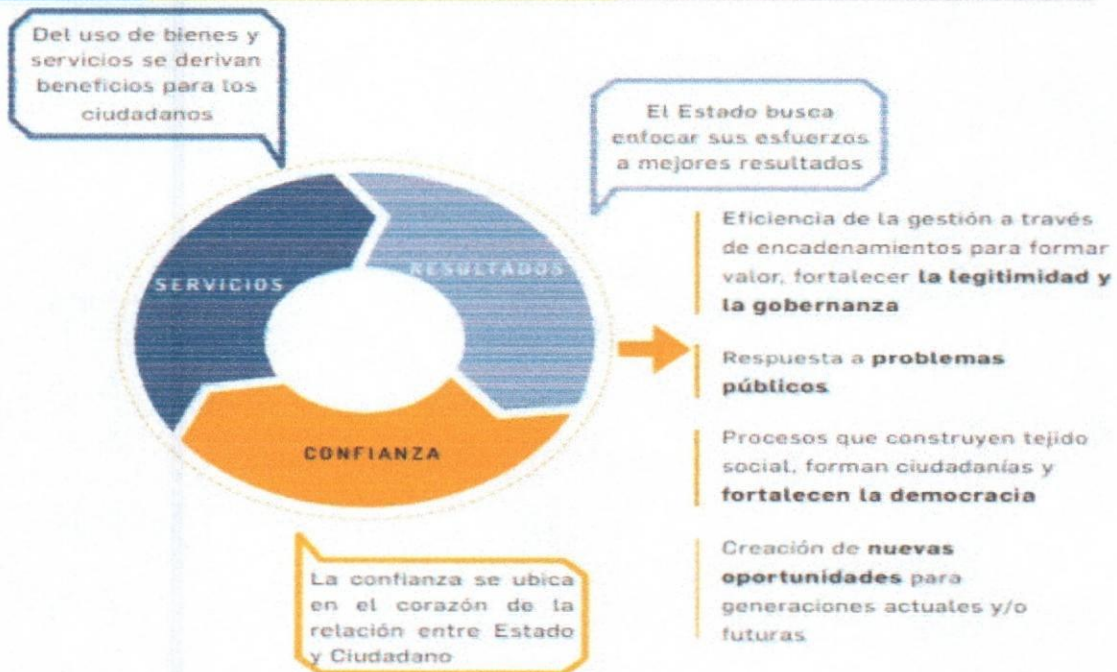 Del uso de bienes y
servicios se derivan
beneficios para los
ciudadanos
El Estado busca
enfocar sus esfuerzos
a mejores resultados
SERVICIOS
RESULTADOS
CONFIANZA
La confianza se ubica
en el corazón de la
relación entre Estado
y Ciudadano
Eficiencia de la gestión a través
de encadenamientos para formar
valor, fortalecer la legitimidad y
la gobernanza
Respuesta a problemas
públicos
Procesos que construyen tejido
social, forman ciudadanías y
fortalecen la democracia
Creación de nuevas
oportunidades para
generaciones actuales y/o
futuras